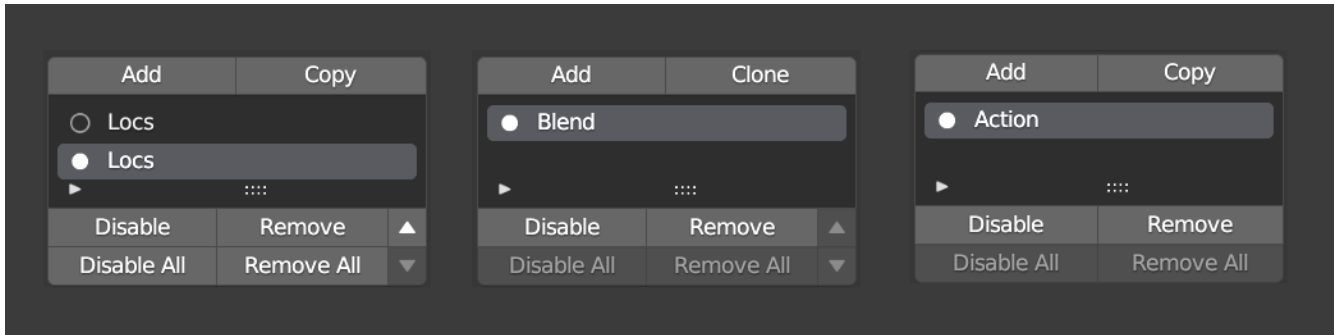 Add Copy
Locs
Locs
Disable Remove
Disable All Remove All
Add Clone
Blend
Disable Remove
Disable All Remove All
Add Copy
Action
Disable Remove
Disable All Remove All